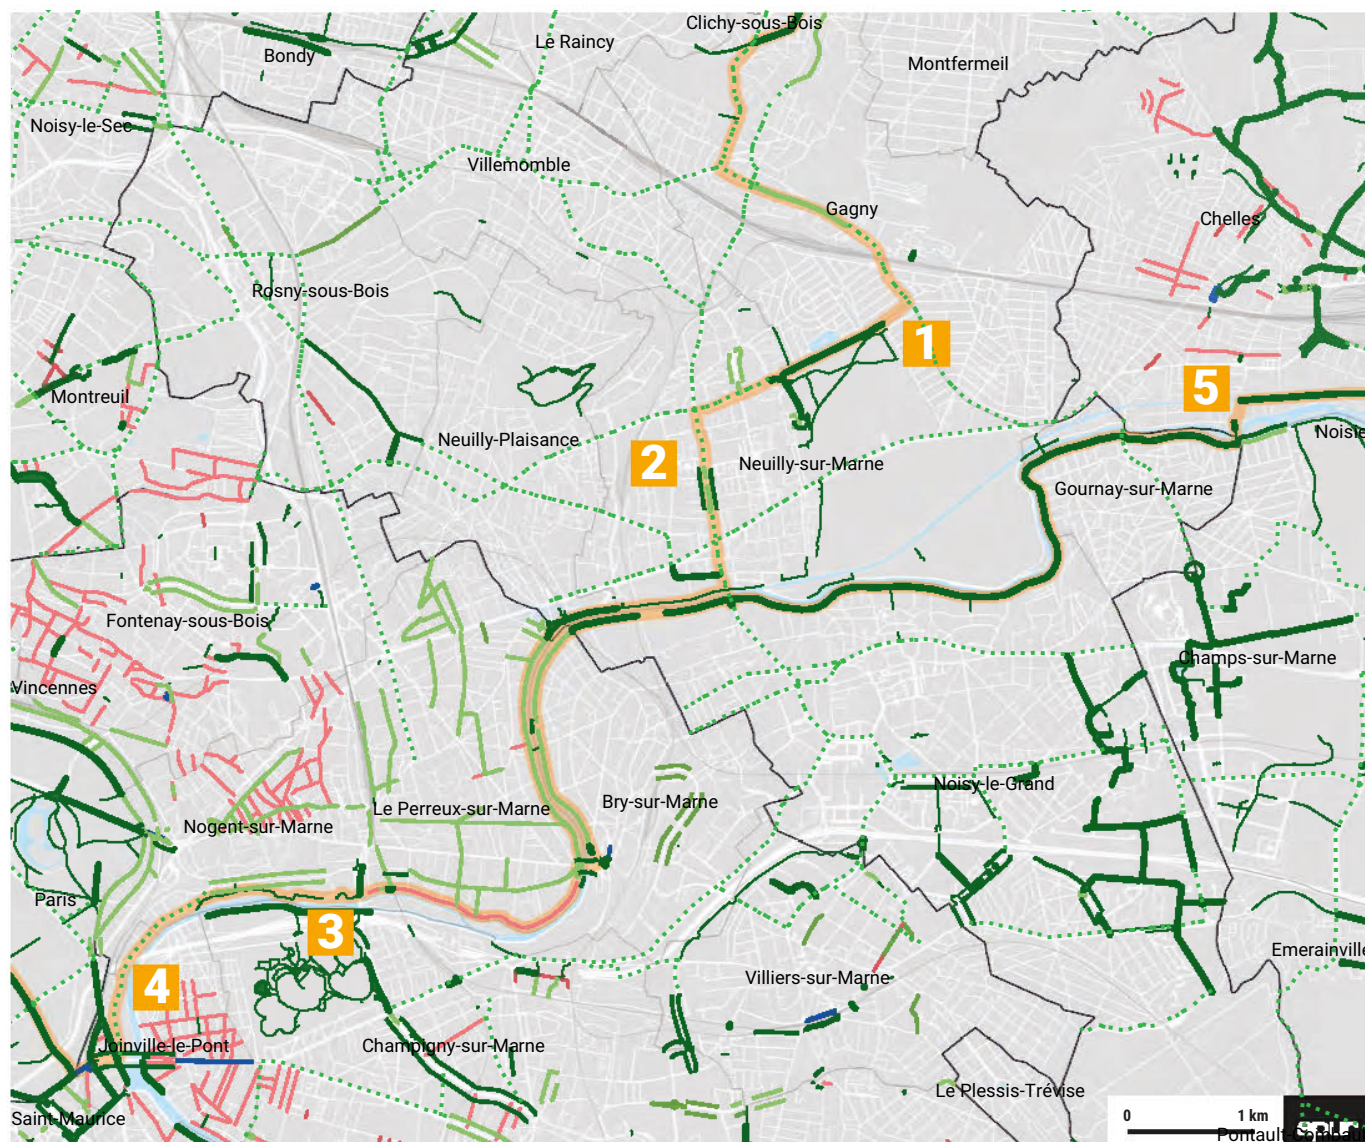 Clichy-sous-Bois
Le Raincy
Bondy
Montfermeil
Noisy-le-Sec
Villemomble
Gagny
Chelles
Rosny-sous-Bois
1
5
Montreuil
Neuilly-Plaisance
2
Neuilly-sur-Marne
Gournay-sur-Marne
Fontenay-sous-Bois
Champs-sur-Marne
Vincennes
Noisy-le-Grand
Bry-sur-Marne
Le Perreux-sur-Marne
Nogent-sur-Marne
Paris
3
Emerainville
Villiers-sur-Marne
4
Joinville-le-Pont
Champigny-sur-Marne
Le Plessis-Trévise
Saint-Maurice
0 1 km